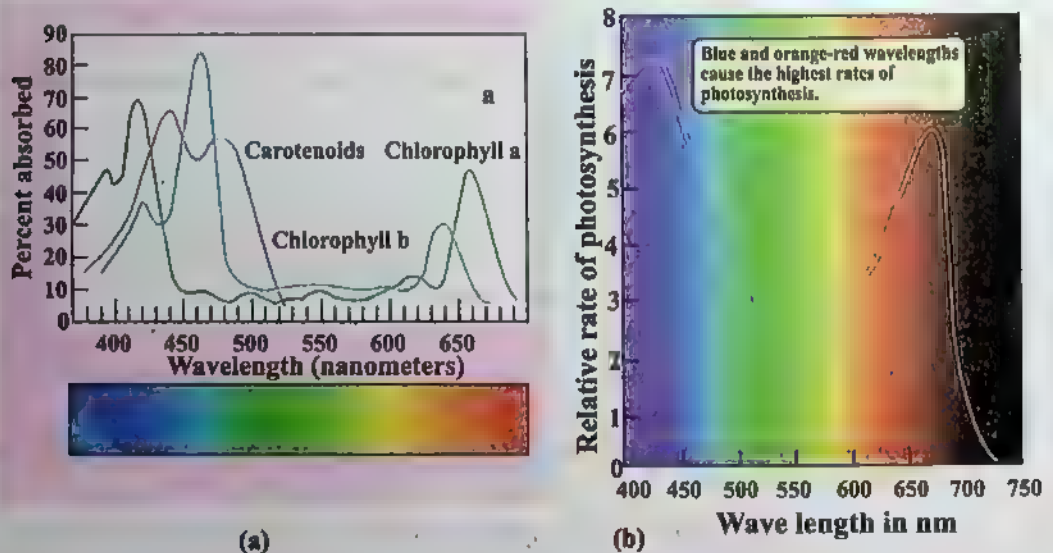 90
80
70
60
50
40
30
20
10
0
Percent absorbed
a
Carotenoids
Chlorophyll a
Chlorophyll b
400 450 500 550 600 650
Wavelength (nanometers)
(a)
8
7
6
5
4
3
2
1
0
Relative rate of photosynthesis
Blue and orange-red wavelengths
cause the highest rates of
photosynthesis.
400 450 500 550 600 650 700 750
Wave length in nm
(b)